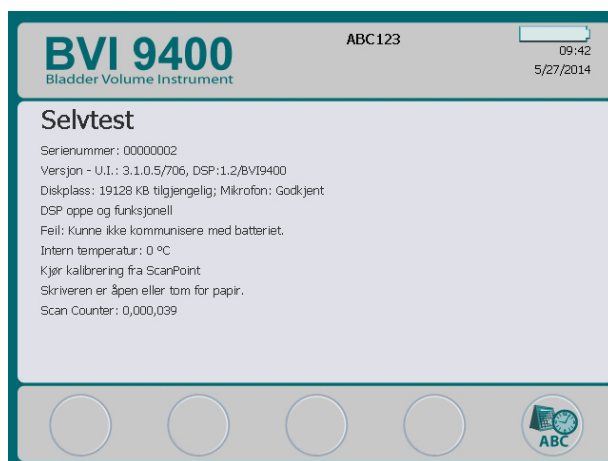 BVI 9400
Bladder Volume Instrument
ABC123
09:42
5/27/2014
Selvtest
Serienummer: 00000002
Versjon - U.I.: 3.1.0.5/706, DSP:1.2/BVI9400
Diskplass: 19128 KB tilgjengelig; Mikrofon: Godkjent
DSP oppe og funksjonell
Feil: Kunne ikke kommunisere med batteriet.
Intern temperatur: 0 ºC
Kjør kalibrering fra ScanPoint
Skriveren er åpen eller tom for papir.
Scan Counter: 0,000,039
ABC